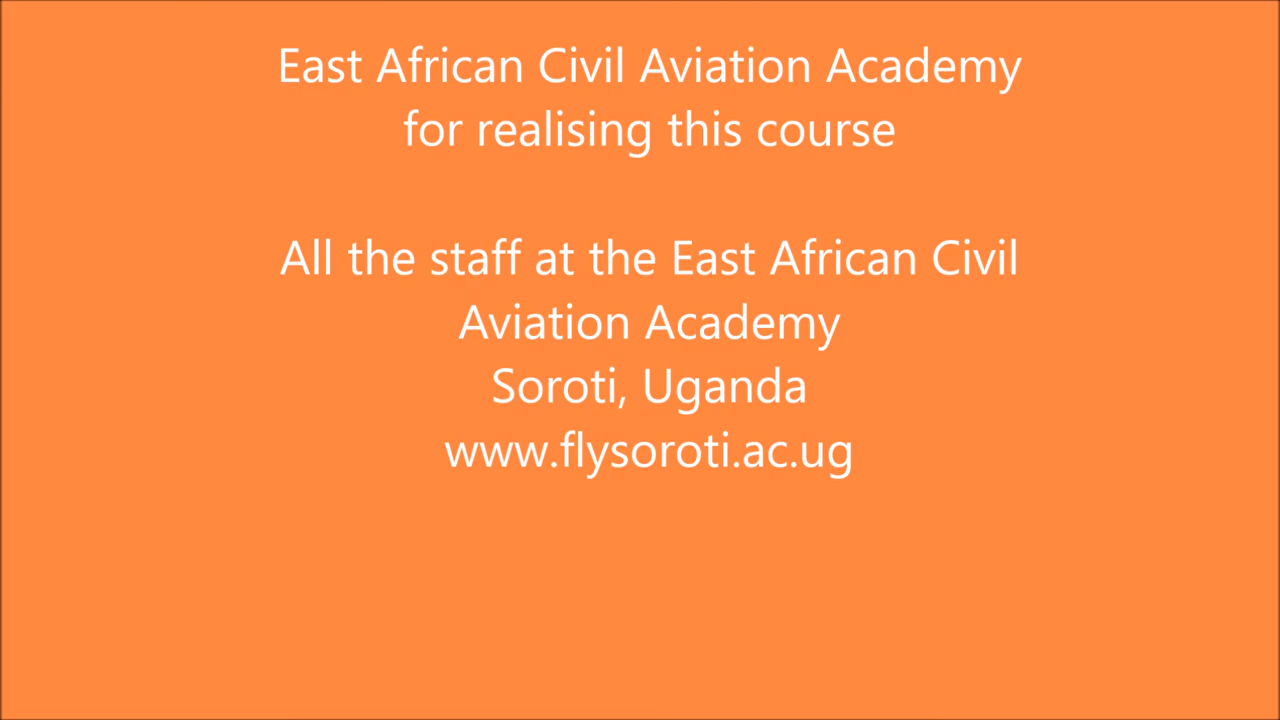 East African Civil Aviation Academy
for realising this course
All the staff at the East African Civil
Aviation Academy
Soroti, Uganda
www.flysoroti.ac.ug